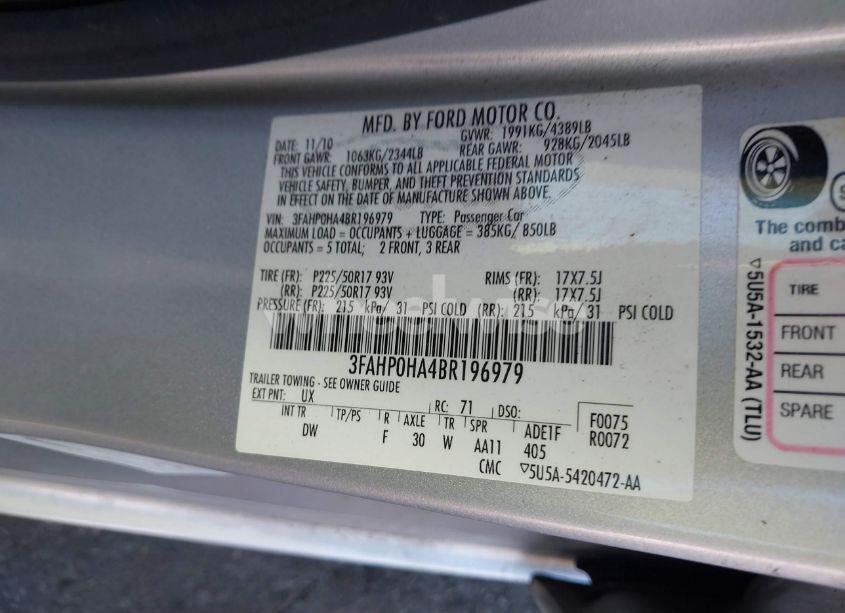 MFD. BY FORD MOTOR CO.
DATE: 11/10 GVWR: 1991KG/4389LB
FRONT GAWR: 1063KG/2344LB REAR GAWR: 928KG/2045LB
THIS VEHICLE CONFORMS TO ALL APPLICABLE FEDERAL MOTOR
VEHICLE SAFETY, BUMPER, AND THEFT PREVENTION STANDARDS
IN EFFECT ON THE DATE OF MANUFACTURE SHOWN ABOVE.
VIN: 3FAHP0HA4BR196979 TYPE: Passenger Car
MAXIMUM LOAD = OCCUPANTS + LUGGAGE = 385KG/ 850LB
OCCUPANTS = 5 TOTAL; 2 FRONT, 3 REAR
TIRE (FR): P225/50R17 93V RIMS (FR): 17X7.5J
(RR): P225/50R17 93V (RR): 17X7.5J
PRESSURE (FR): 215 kPa/ 31 PSI COLD (RR): 215 kPa/ 31 PSI COLD
3FAHP0HA4BR196979
TRAILER TOWING - SEE OWNER GUIDE
EXT PNT: UX RC: 71 DSO: F0075
INT TR TP/PS R AXLE TR SPR ADE1F R0072
DW F 30 W AA11 405
CMC ▽5U5A-5420472-AA
The comb
and ca
TIRE
FRONT
REAR
SPARE
▽5U5A-1532-AA (TLU)